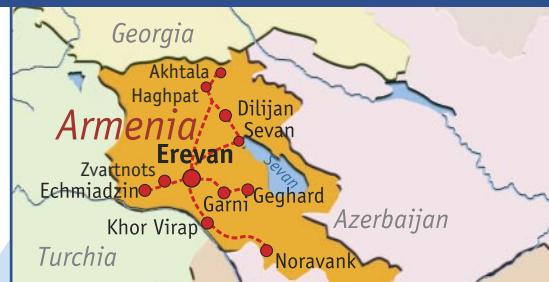 Georgia
Akhtala
Haghpat
Dilijan
Armenia
Sevan
Erevan
Sevan
Zvartnots
Echmiadzin
Garni
Geghard
Khor Virap
Azerbaijan
Turchia
Noravank